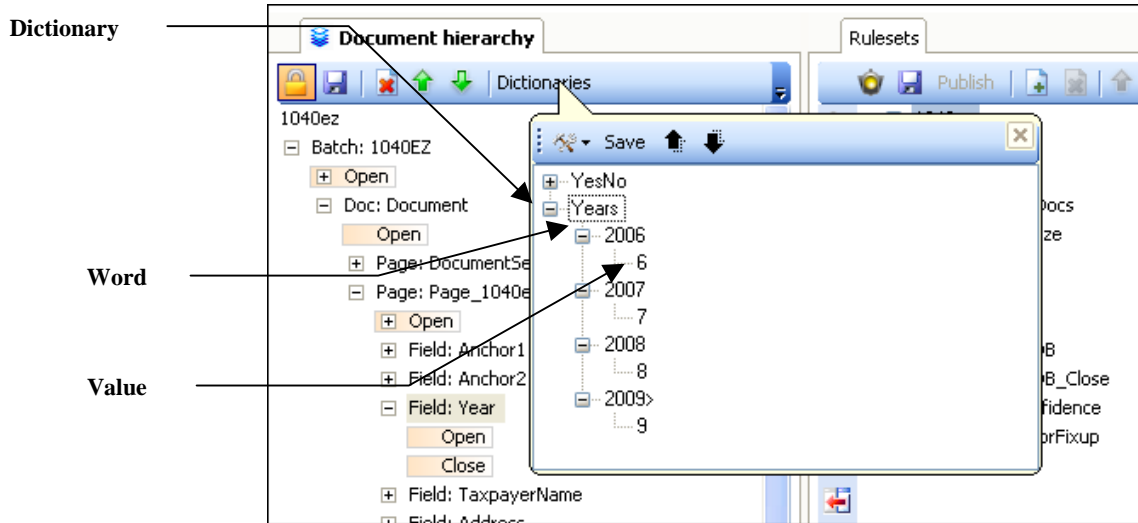 Dictionary
Word
Value
Document hierarchy
Dictionaries
1040ez
Batch: 1040EZ
Open
Doc: Document
Open
Page: DocumentSe
Page: Page_1040e
Open
Field: Anchor1
Field: Anchor2
Field: Year
Open
Close
Field: TaxpayerName
Field: Address
Save
YesNo
Years
2006
6
2007
7
2008
8
2009>
9
Rulesets
Publish
Docs
ze
DB
DB_Close
fidence
orFixup